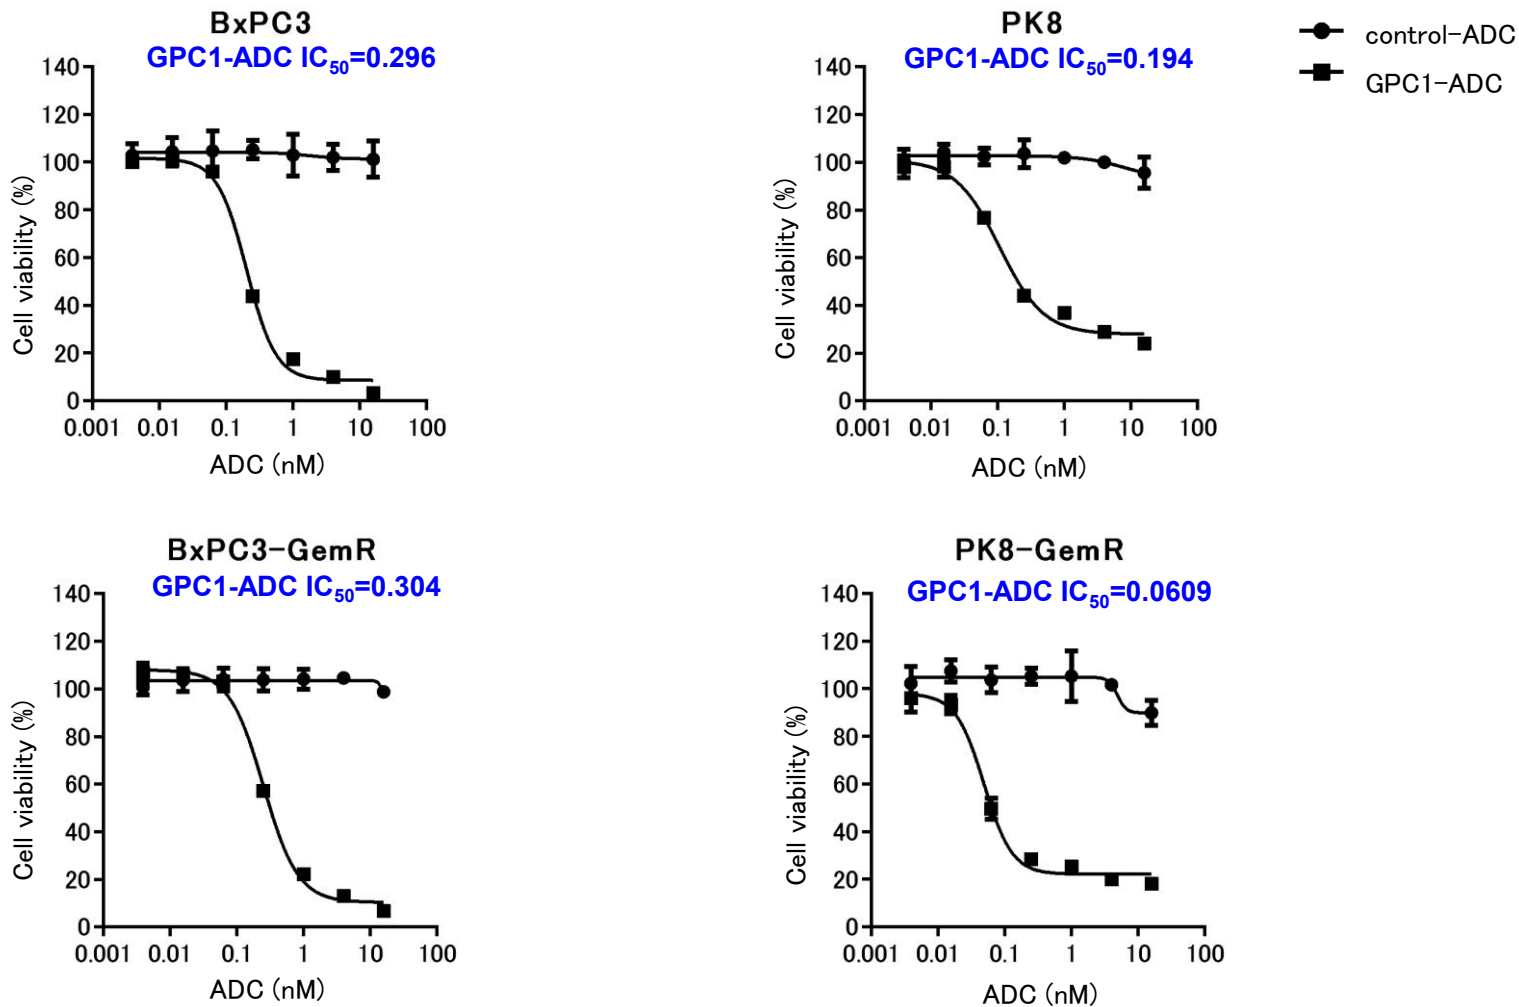 BxPC3
GPC1-ADC IC50=0.296
140
120
100
80
60
40
20
0
Cell viability (%)
0.001 0.01 0.1 1 10 100
ADC (nM)
PK8
GPC1-ADC IC50=0.194
140
120
100
80
60
40
20
0
Cell viability (%)
0.001 0.01 0.1 1 10 100
ADC (nM)
control-ADC
GPC1-ADC
BxPC3-GemR
GPC1-ADC IC50=0.304
140
120
100
80
60
40
20
0
Cell viability (%)
0.001 0.01 0.1 1 10 100
ADC (nM)
PK8-GemR
GPC1-ADC IC50=0.0609
140
120
100
80
60
40
20
0
Cell viability (%)
0.001 0.01 0.1 1 10 100
ADC (nM)